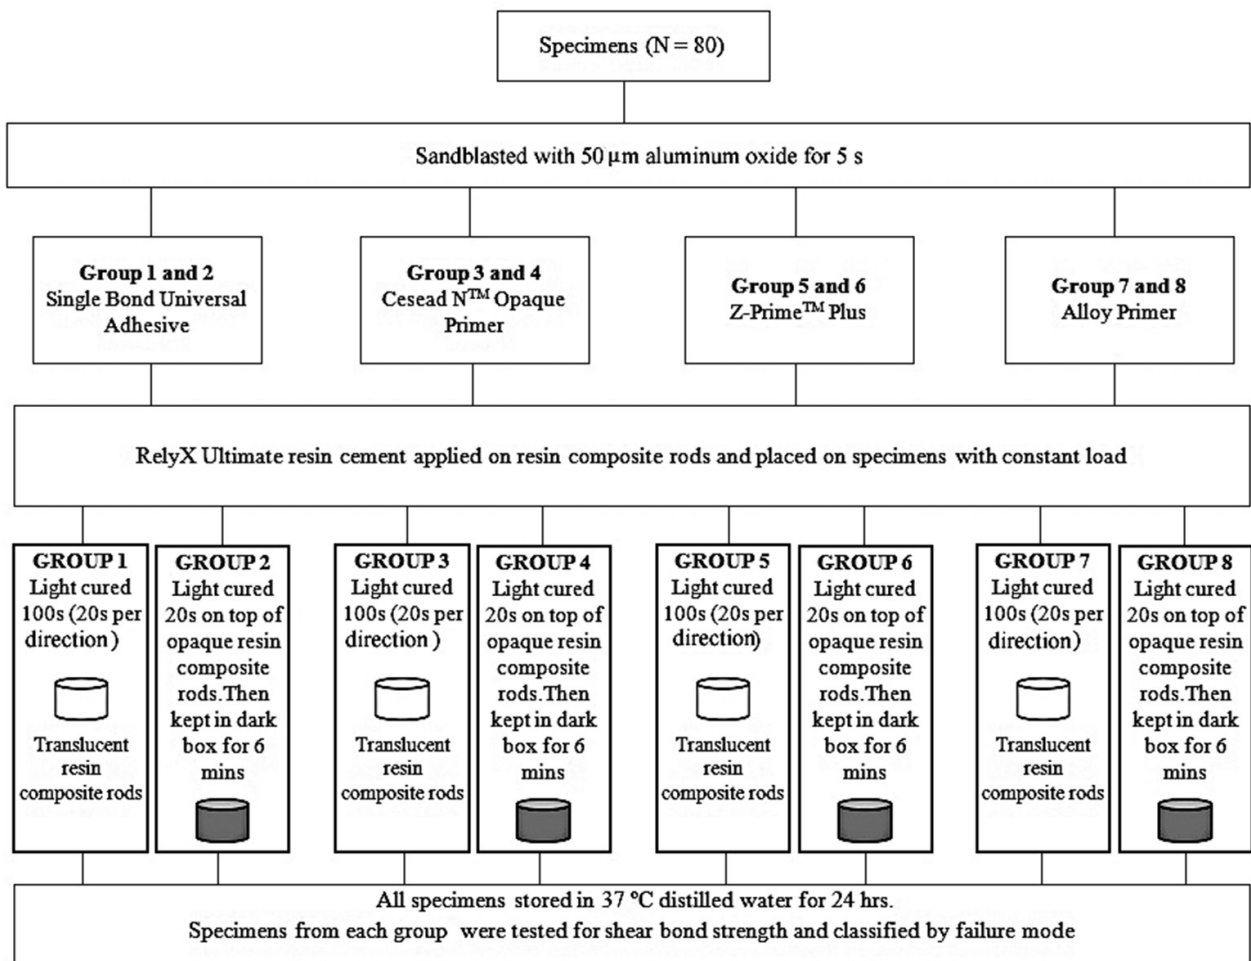 Specimens (N = 80)
Sandblasted with 50 µm aluminum oxide for 5 s
Group 1 and 2
Single Bond Universal
Adhesive
Group 3 and 4
Cesead N™ Opaque
Primer
Group 5 and 6
Z-Prime™ Plus
Group 7 and 8
Alloy Primer
RelyX Ultimate resin cement applied on resin composite rods and placed on specimens with constant load
GROUP 1
Light cured
100s (20s per
direction )
Translucent
resin
composite rods
GROUP 2
Light cured
20s on top of
opaque resin
composite
rods.Then
kept in dark
box for 6
mins
GROUP 3
Light cured
100s (20s per
direction )
Translucent
resin
composite rods
GROUP 4
Light cured
20s on top of
opaque resin
composite
rods.Then
kept in dark
box for 6
mins
GROUP 5
Light cured
100s (20s per
direction)
Translucent
resin
composite rods
GROUP 6
Light cured
20s on top of
opaque resin
composite
rods.Then
kept in dark
box for 6
mins
GROUP 7
Light cured
100s (20s per
direction )
Translucent
resin
composite rods
GROUP 8
Light cured
20s on top of
opaque resin
composite
rods.Then
kept in dark
box for 6
mins
All specimens stored in 37 ºC distilled water for 24 hrs.
Specimens from each group were tested for shear bond strength and classified by failure mode